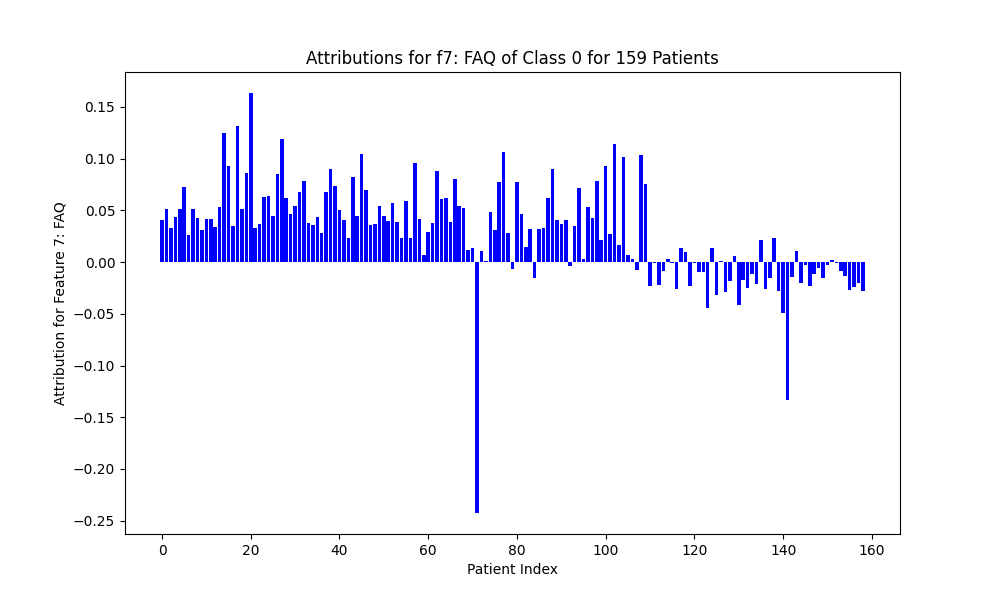 Attributions for f7: FAQ of Class 0 for 159 Patients
Attribution for Feature 7: FAQ
0.15
0.10
0.05
0.00
−0.05
−0.10
−0.15
−0.20
−0.25
0 20 40 60 80 100 120 140 160
Patient Index